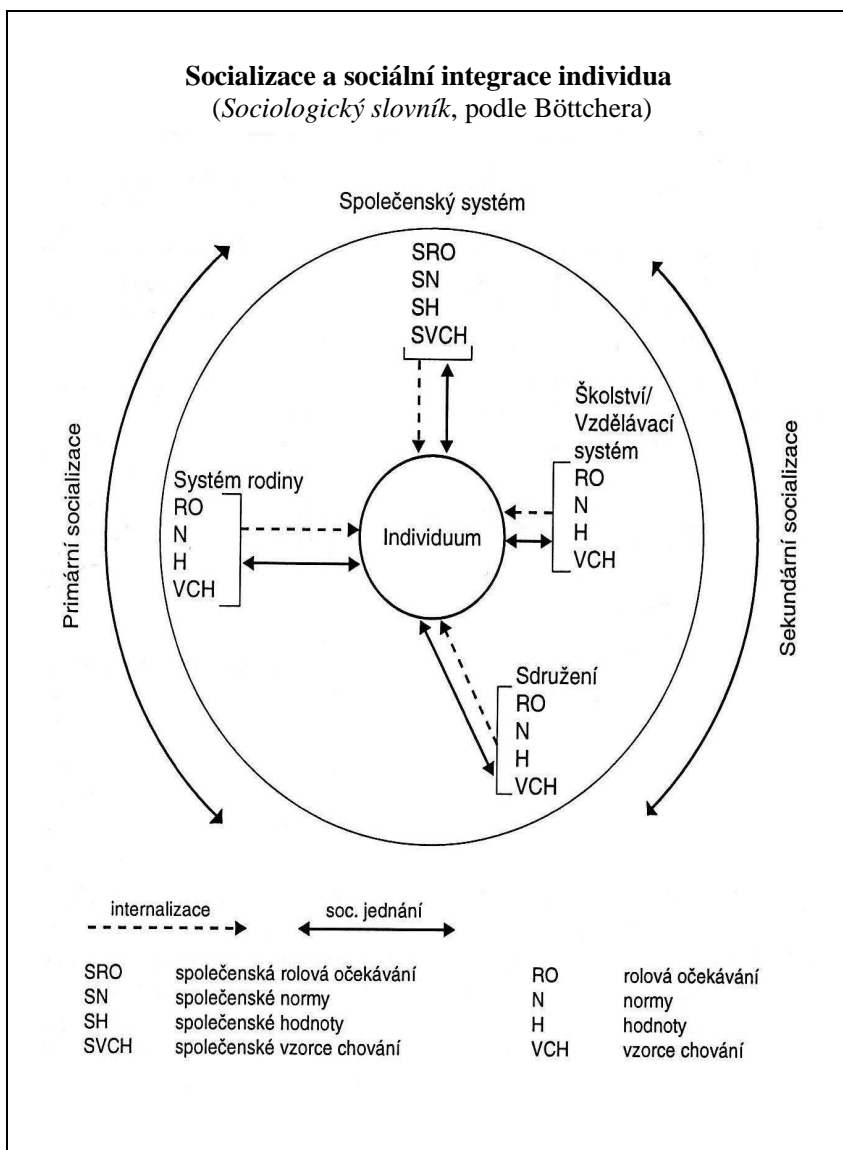 Socializace a sociální integrace individua
(Sociologický slovník, podle Böttchera)
Společenský systém
SRO
SN
SH
SVCH
Primární socializace
Systém rodiny
RO
N
H
VCH
Individuum
Školství/
Vzdělávací
systém
RO
N
H
VCH
Sekundární socializace
Sdružení
RO
N
H
VCH
internalizace
soc. jednání
SRO společenská rolová očekávání
SN společenské normy
SH společenské hodnoty
SVCH společenské vzorce chování
RO rolová očekávání
N normy
H hodnoty
VCH vzorce chování